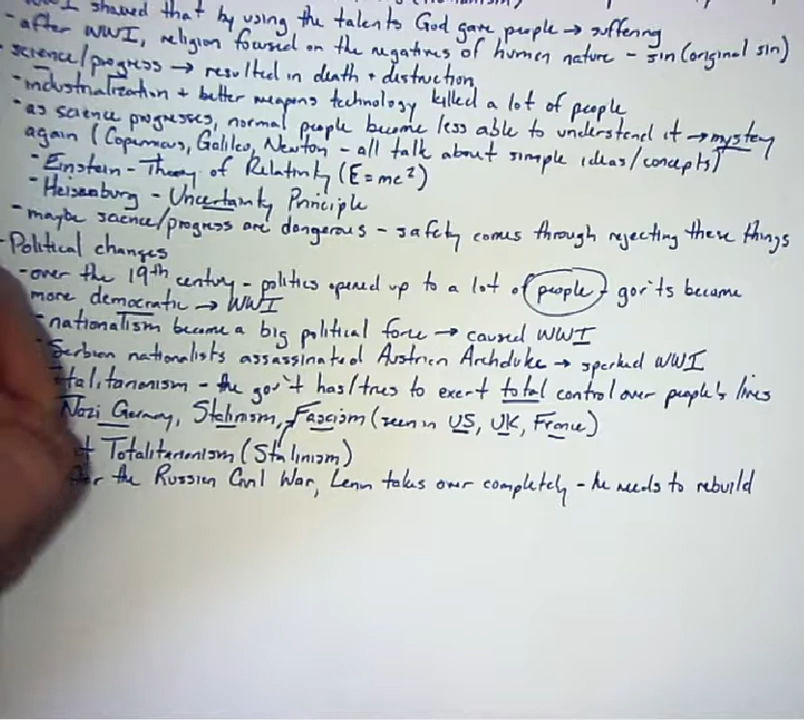 WWI showed that by using the talents God gave people → suffering
- after WWI, religion focused on the negatives of human nature - sin (original sin)
- science/progress → resulted in death + destruction
- industrialization + better weapons technology killed a lot of people
- as science progresses, normal people become less able to understand it → mystery
again (Copernicus, Galileo, Newton - all talk about simple ideas/concepts)
- Einstein - Theory of Relativity (E=mc²)
- Heisenburg - Uncertainty Principle
- maybe science/progress are dangerous - safety comes through rejecting these things
- Political changes
- over the 19th century - politics opened up to a lot of people + gov'ts became
more democratic → WWI
- nationalism became a big political force → caused WWI
- Serbian nationalists assassinated Austrian Archduke → sparked WWI
totalitarianism - the gov't has/tries to exert total control over people's lives
Nazi Germany, Stalinism, Fascism (seen in US, UK, France)
Totalitarianism (Stalinism)
the Russian Civil War, Lenin takes over completely - he needs to rebuild